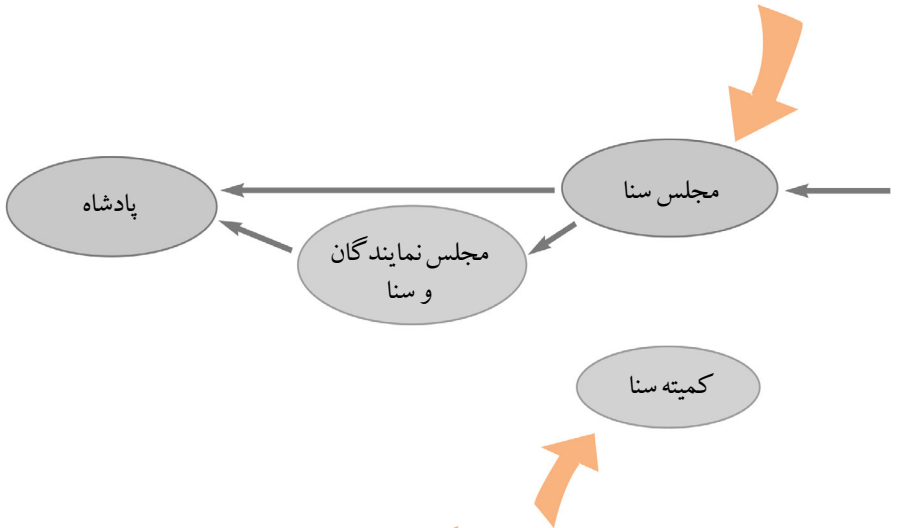 مجلس سنا
پادشاه
مجلس نمایندگان
و سنا
کمیته سنا